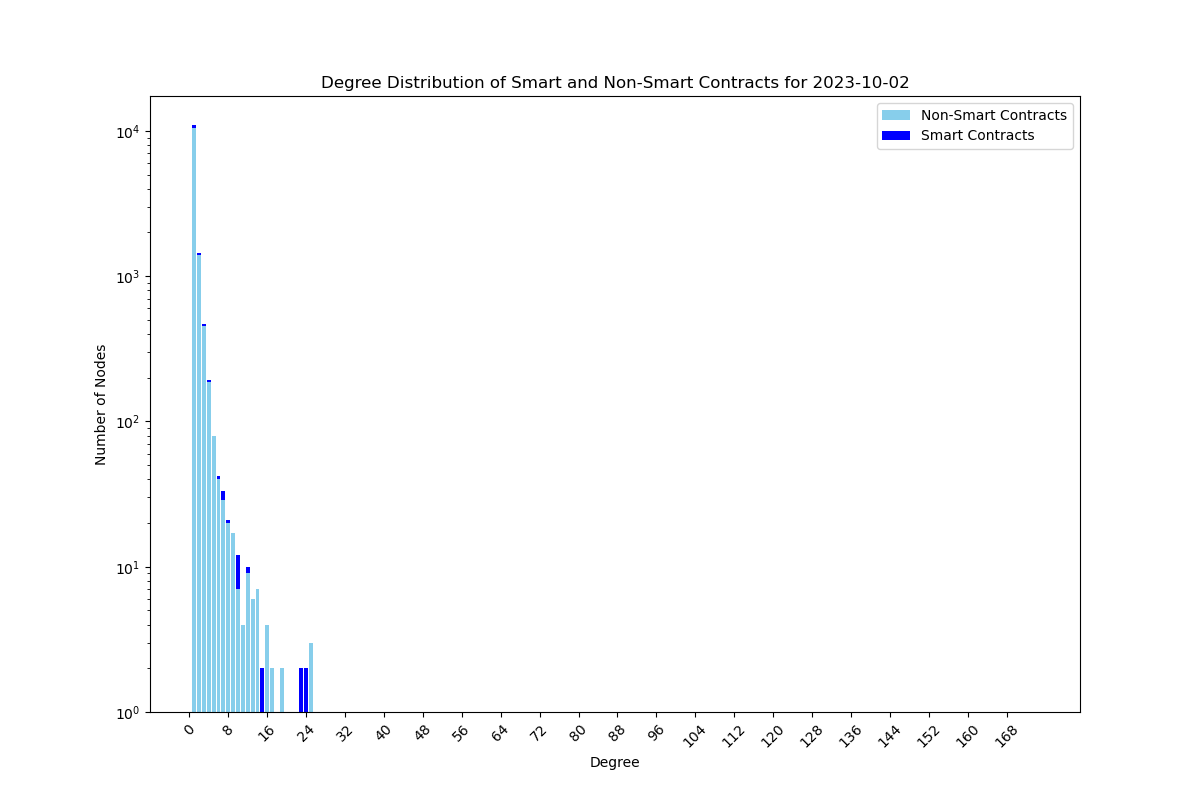 Degree Distribution of Smart and Non-Smart Contracts for 2023-10-02
Non-Smart Contracts
Smart Contracts
Number of Nodes
10^4
10^3
10^2
10^1
10^0
0 8 16 24 32 40 48 56 64 72 80 88 96 104 112 120 128 136 144 152 160 168
Degree